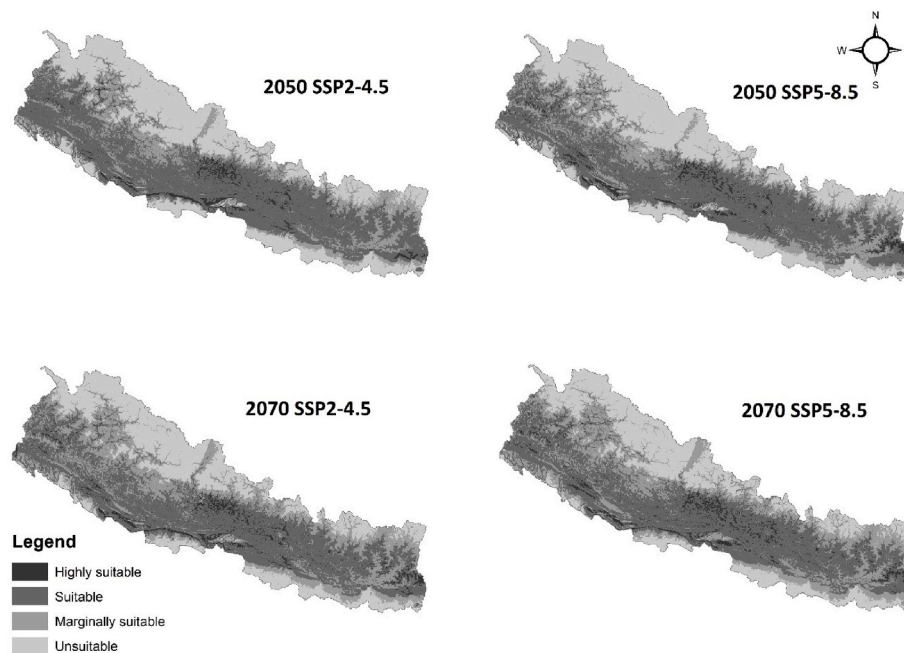 N
W
E
S
2050 SSP2-4.5
2050 SSP5-8.5
2070 SSP2-4.5
2070 SSP5-8.5
Legend
Highly suitable
Suitable
Marginally suitable
Unsuitable